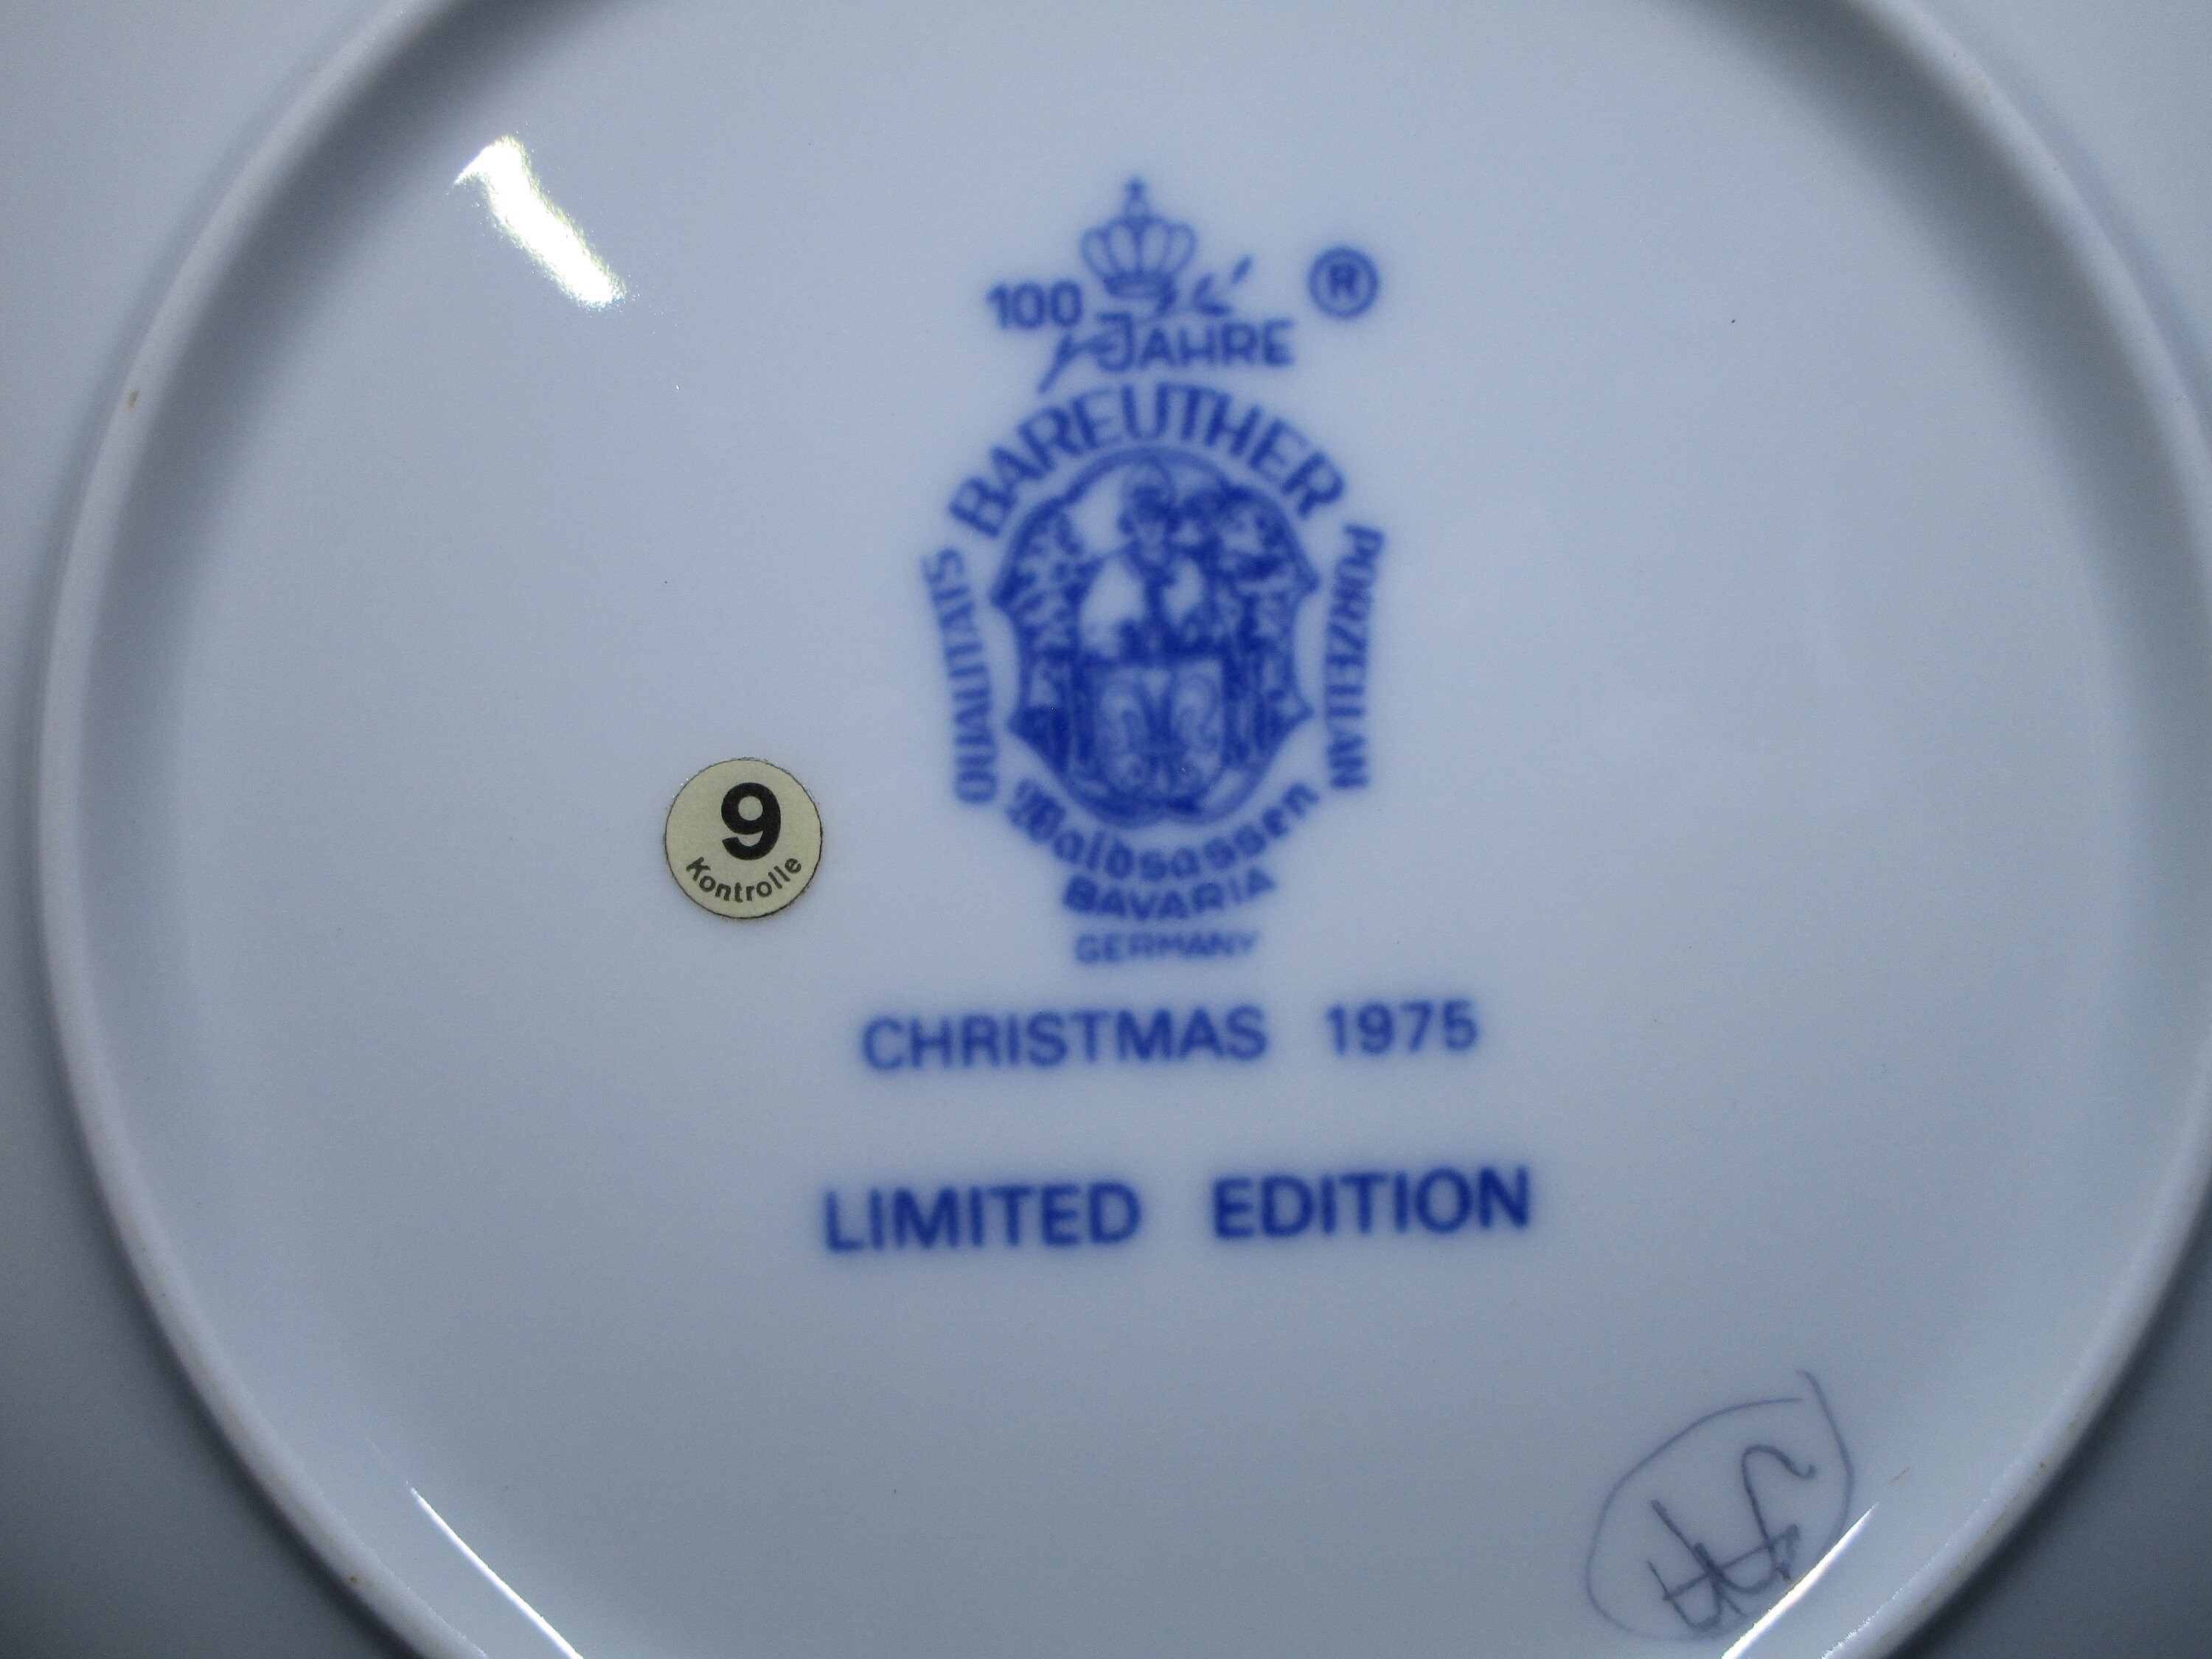 100
JAHRE ®
BAREUTHER
QUALITÄTS
PORZELLAN
Waldsassen
BAVARIA
GERMANY
9
Kontrolle
CHRISTMAS 1975
LIMITED EDITION